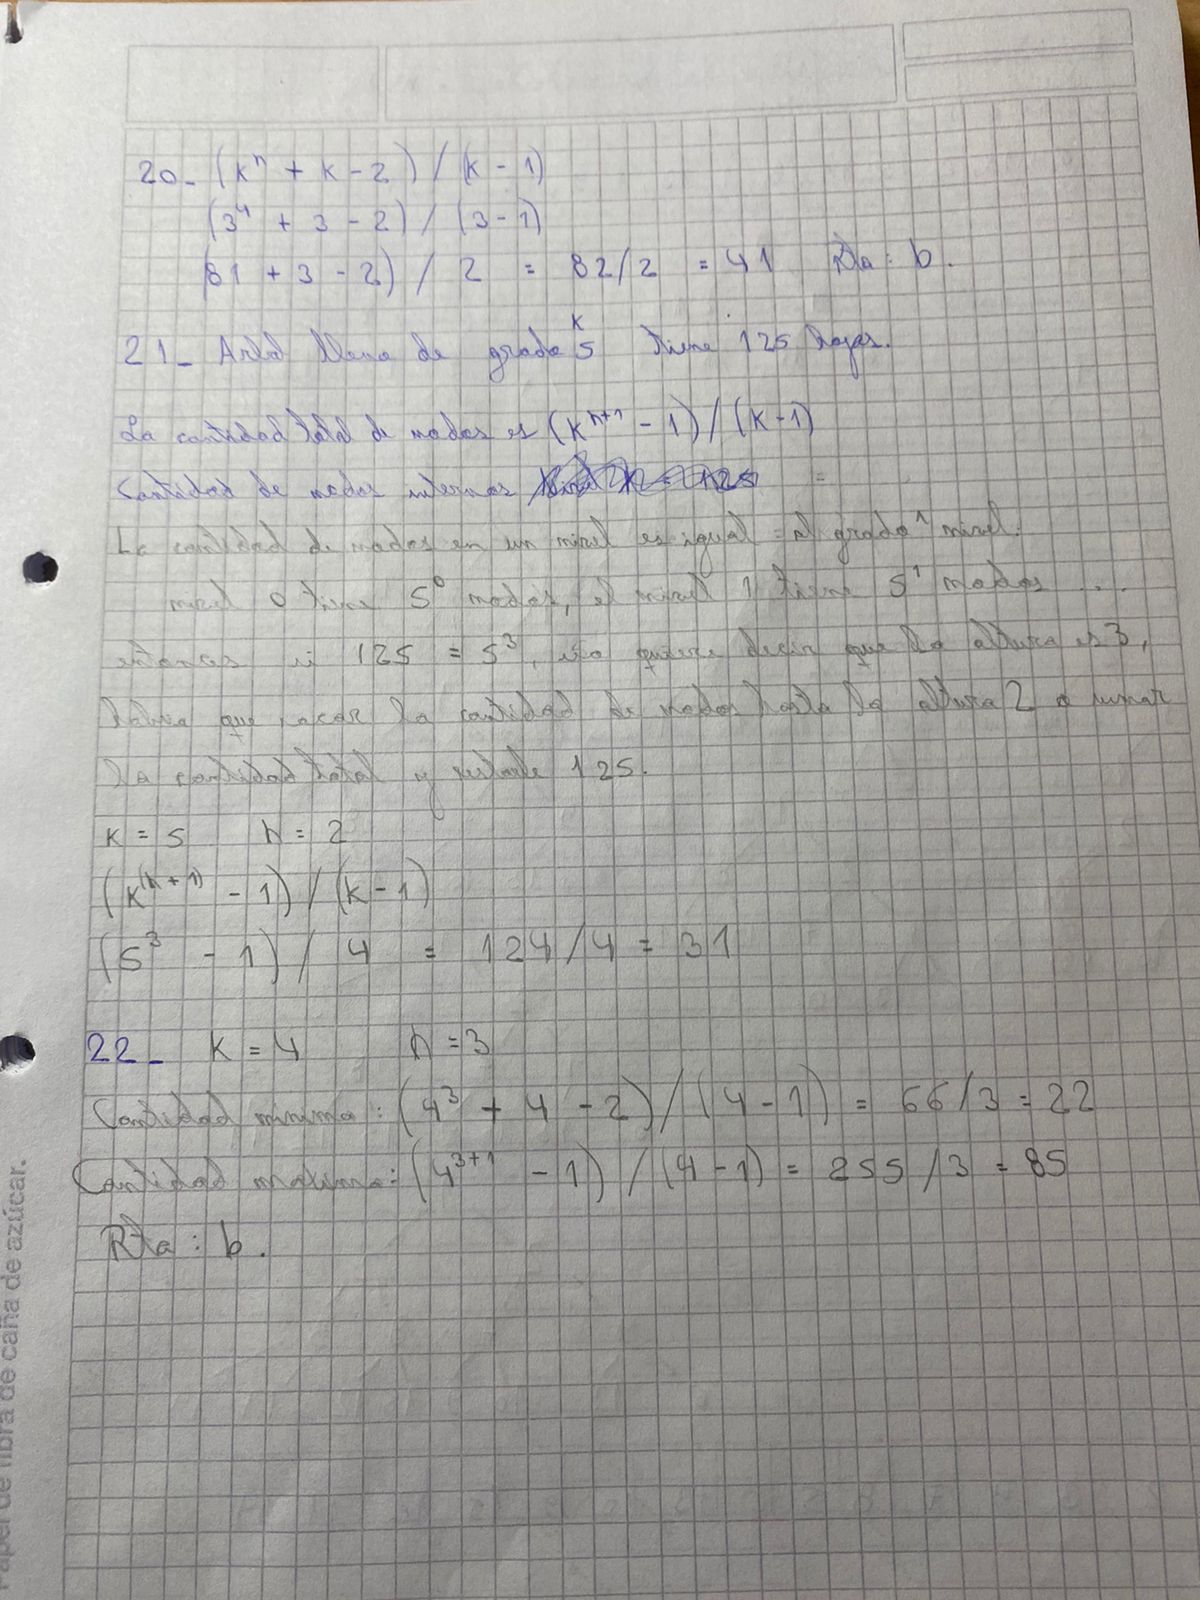 20- (k^h + k - 2) / (k - 1)
(3^4 + 3 - 2) / (3 - 1)
(81 + 3 - 2) / 2 = 82/2 = 41 Rta: b.
k
21- Arbol lleno de grado 5 tiene 125 hojas.
La cantidad total de nodos es (k^h+1 - 1) / (k - 1)
Cantidad de nodos internos =
La cantidad de nodos en un nivel es igual al grado^nivel.
nivel 0 tiene 5^0 nodos, el nivel 1 tiene 5^1 nodos ...
entonces si 125 = 5^3, eso quiere decir que la altura es 3,
habria que sacar la cantidad de nodos hasta la altura 2 o sumar
la cantidad total y restarle 125.
k = 5 h = 2
(k^(h+1) - 1) / (k - 1)
(5^3 - 1) / 4 = 124/4 = 31
22- k = 4 h = 3
Cantidad minima: (4^3 + 4 - 2) / (4 - 1) = 66/3 = 22
Cantidad maxima: (4^3+1 - 1) / (4 - 1) = 255/3 = 85
Rta: b.
Papel de fibra de caña de azúcar.